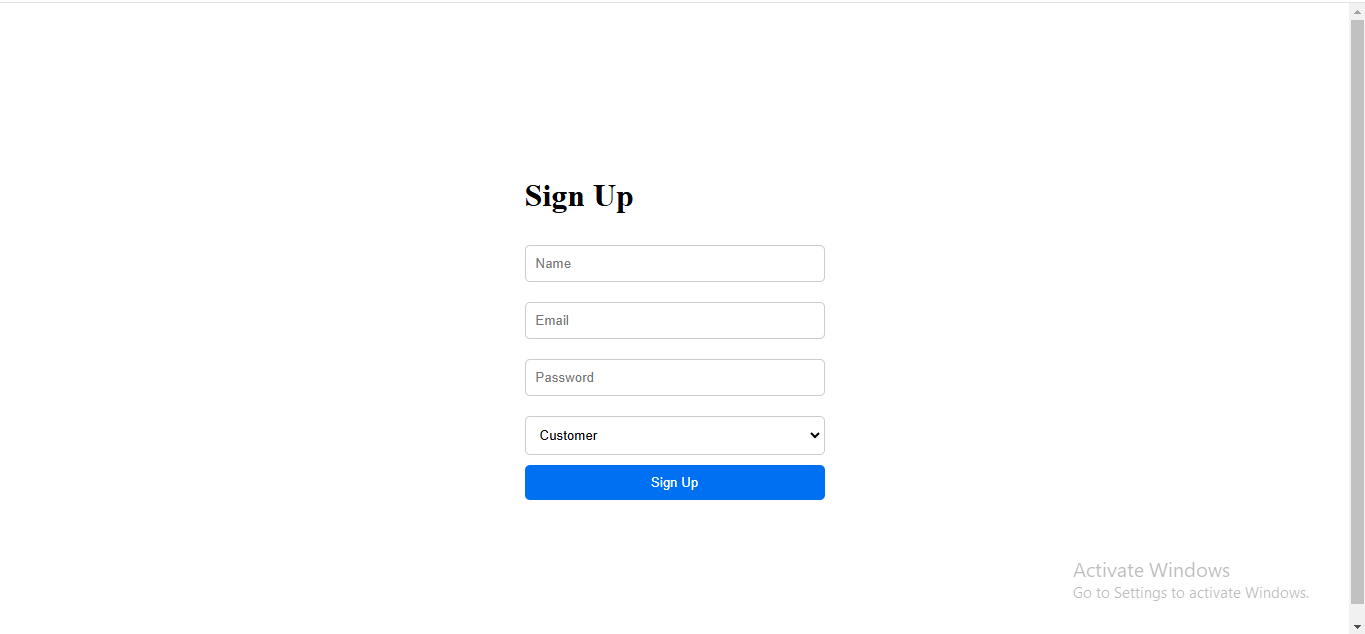 Sign Up
Name
Email
Password
Customer
Sign Up
Activate Windows
Go to Settings to activate Windows.